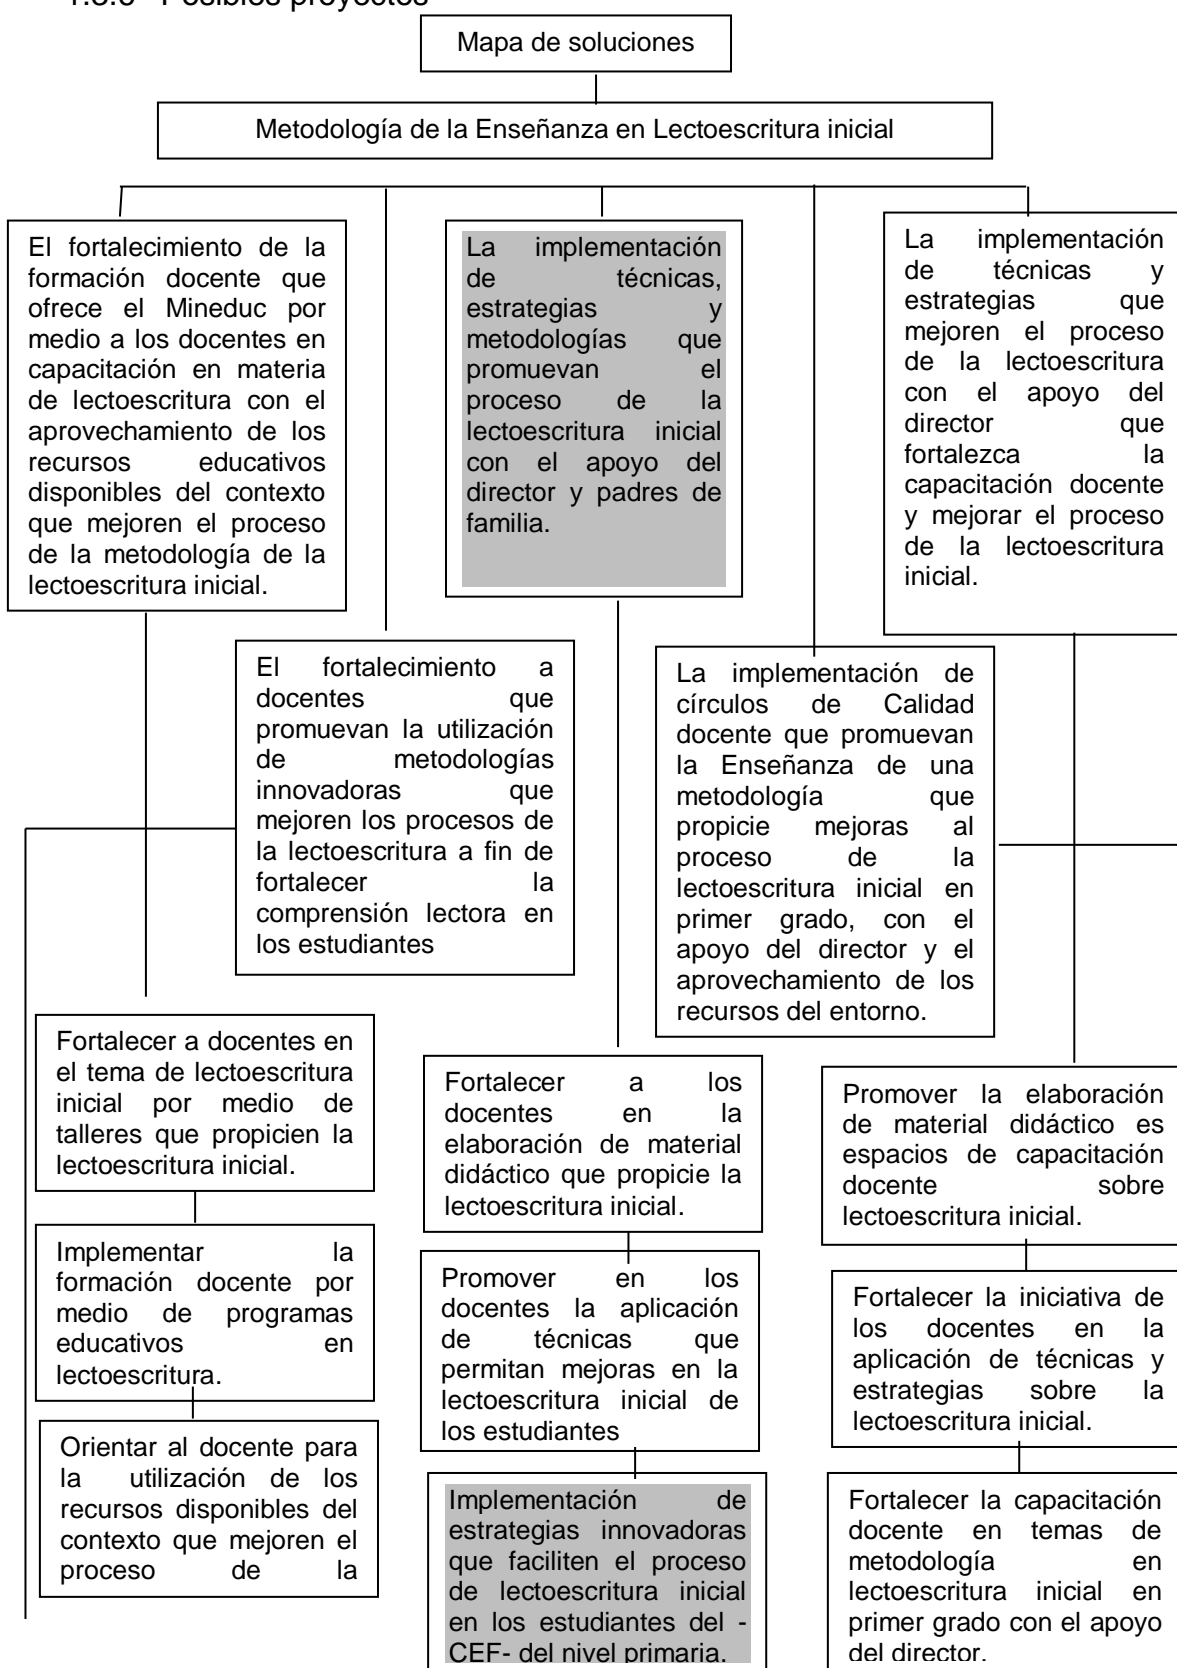 1.3.6 Posibles proyectos
Mapa de soluciones
Metodología de la Enseñanza en Lectoescritura inicial
El fortalecimiento de la
formación docente que
ofrece el Mineduc por
medio a los docentes en
capacitación en materia
de lectoescritura con el
aprovechamiento de los
recursos educativos
disponibles del contexto
que mejoren el proceso
de la metodología de la
lectoescritura inicial.
La implementación
de técnicas,
estrategias y
metodologías que
promuevan el
proceso de la
lectoescritura inicial
con el apoyo del
director y padres de
familia.
La implementación
de técnicas y
estrategias que
mejoren el proceso
de la lectoescritura
con el apoyo del
director que
fortalezca la
capacitación docente
y mejorar el proceso
de la lectoescritura
inicial.
El fortalecimiento a
docentes que
promuevan la utilización
de metodologías
innovadoras que
mejoren los procesos de
la lectoescritura a fin de
fortalecer la
comprensión lectora en
los estudiantes
La implementación de
círculos de Calidad
docente que promuevan
la Enseñanza de una
metodología que
propicie mejoras al
proceso de la
lectoescritura inicial en
primer grado, con el
apoyo del director y el
aprovechamiento de los
recursos del entorno.
Fortalecer a docentes en
el tema de lectoescritura
inicial por medio de
talleres que propicien la
lectoescritura inicial.
Implementar la
formación docente por
medio de programas
educativos en
lectoescritura.
Orientar al docente para
la utilización de los
recursos disponibles del
contexto que mejoren el
proceso de la
Fortalecer a los
docentes en la
elaboración de material
didáctico que propicie la
lectoescritura inicial.
Promover en los
docentes la aplicación
de técnicas que
permitan mejoras en la
lectoescritura inicial de
los estudiantes
Implementación de
estrategias innovadoras
que faciliten el proceso
de lectoescritura inicial
en los estudiantes del -
CEF- del nivel primaria.
Promover la elaboración
de material didáctico es
espacios de capacitación
docente sobre
lectoescritura inicial.
Fortalecer la iniciativa de
los docentes en la
aplicación de técnicas y
estrategias sobre la
lectoescritura inicial.
Fortalecer la capacitación
docente en temas de
metodología en
lectoescritura inicial en
primer grado con el apoyo
del director.